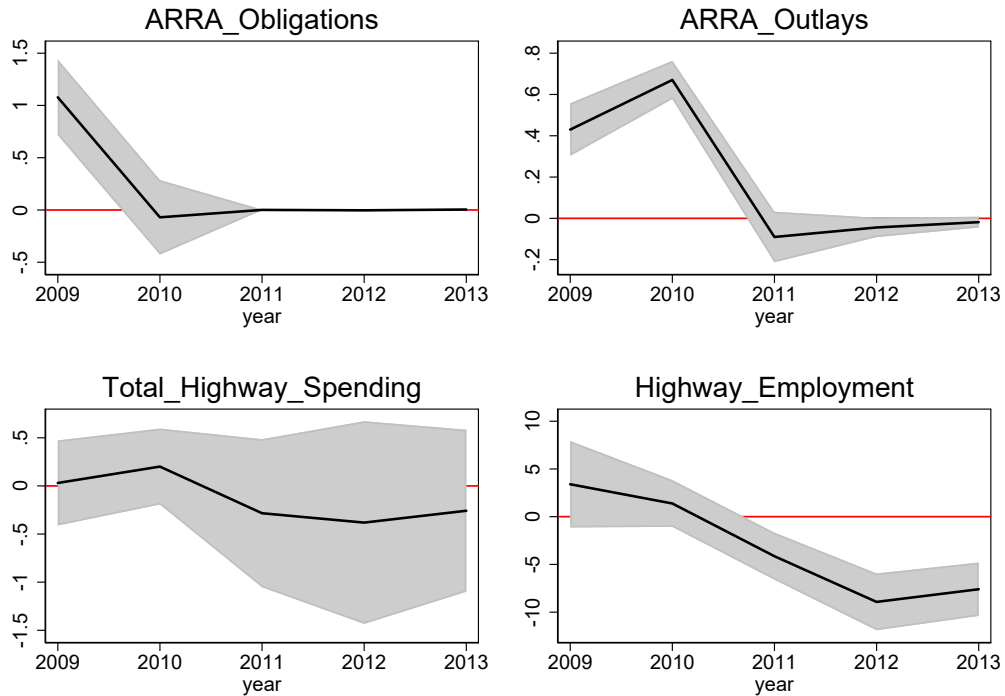 ARRA_Obligations
1.5
1
.5
0
-.5
2009 2010 2011 2012 2013
year
ARRA_Outlays
.8
.6
.4
.2
0
-.2
2009 2010 2011 2012 2013
year
Total_Highway_Spending
.5
0
-.5
-1
-1.5
2009 2010 2011 2012 2013
year
Highway_Employment
10
5
0
-5
-10
2009 2010 2011 2012 2013
year